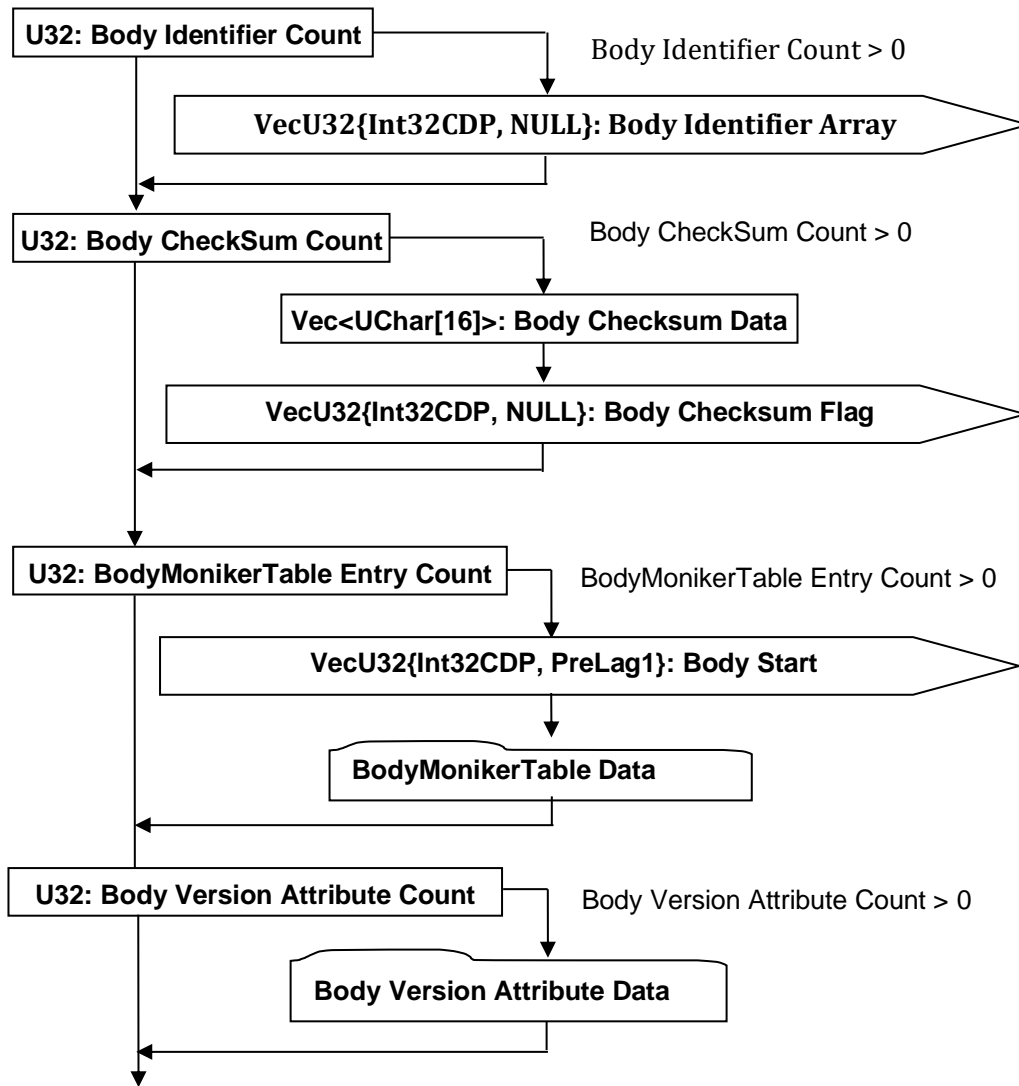 U32: Body Identifier Count
Body Identifier Count > 0
VecU32{Int32CDP, NULL}: Body Identifier Array
U32: Body CheckSum Count
Body CheckSum Count > 0
Vec<UChar[16]>: Body Checksum Data
VecU32{Int32CDP, NULL}: Body Checksum Flag
U32: BodyMonikerTable Entry Count
BodyMonikerTable Entry Count > 0
VecU32{Int32CDP, PreLag1}: Body Start
BodyMonikerTable Data
U32: Body Version Attribute Count
Body Version Attribute Count > 0
Body Version Attribute Data